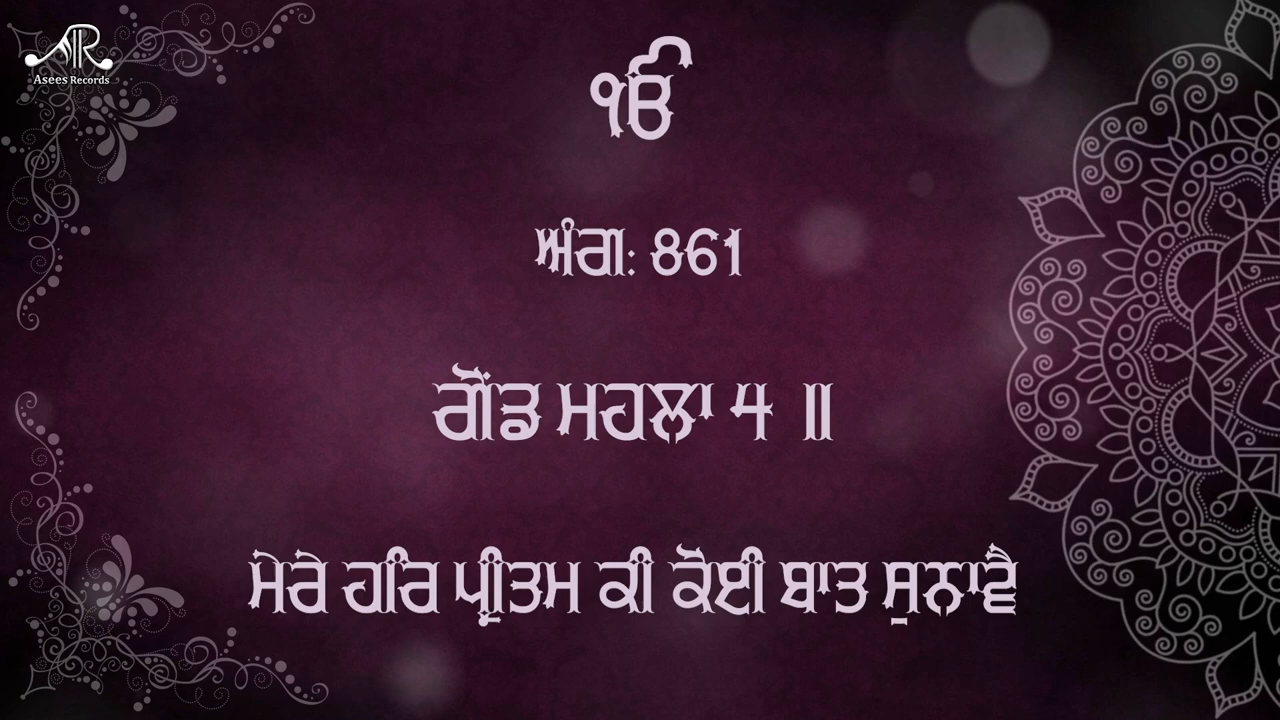 Asees Records
ੴ
ਅੰਗ: 861
ਗੋਂਡ ਮਹਲਾ ੪ ॥
ਮੇਰੇ ਹਰਿ ਪ੍ਰੀਤਮ ਕੀ ਕੋਈ ਬਾਤ ਸੁਨਾਵੈ